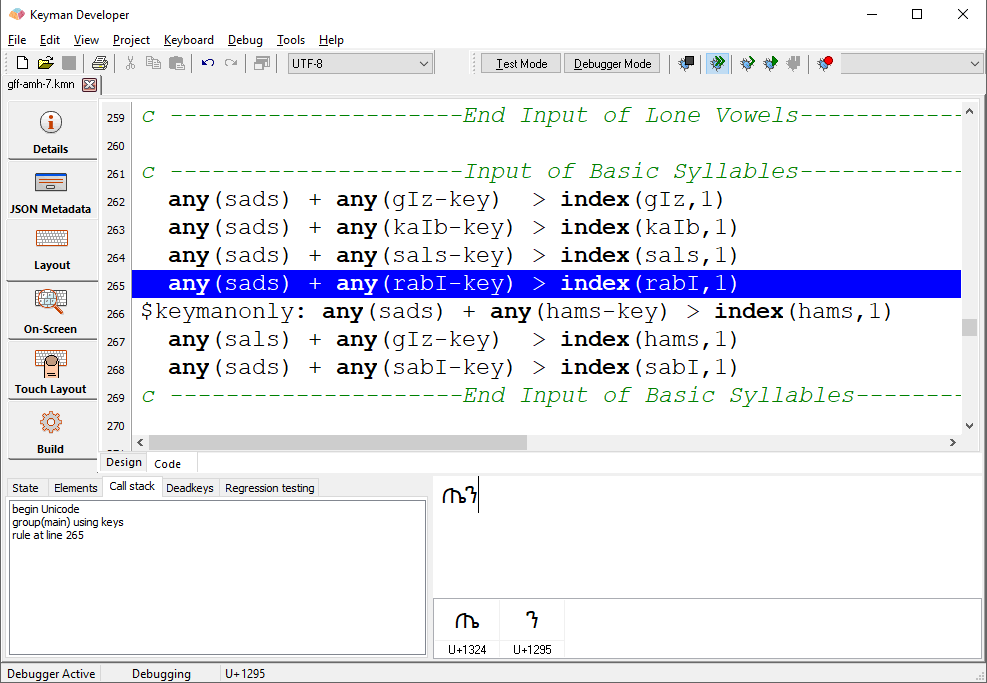 Keyman Developer
File Edit View Project Keyboard Debug Tools Help
UTF-8 Test Mode Debugger Mode
gff-amh-7.kmn
Details
JSON Metadata
Layout
On-Screen
Touch Layout
Build
259 c ---------------------End Input of Lone Vowels------------
260
261 c ---------------------Input of Basic Syllables------------
262 any(sads) + any(gIz-key) > index(gIz,1)
263 any(sads) + any(kaIb-key) > index(kaIb,1)
264 any(sads) + any(sals-key) > index(sals,1)
265 any(sads) + any(rabI-key) > index(rabI,1)
266 $keymanonly: any(sads) + any(hams-key) > index(hams,1)
267 any(sals) + any(gIz-key) > index(hams,1)
268 any(sads) + any(sabI-key) > index(sabI,1)
269 c ---------------------End Input of Basic Syllables--------
270
Design Code
State Elements Call stack Deadkeys Regression testing
begin Unicode
group(main) using keys
rule at line 265
ጤን
ጤ ን
U+1324 U+1295
Debugger Active Debugging U+1295